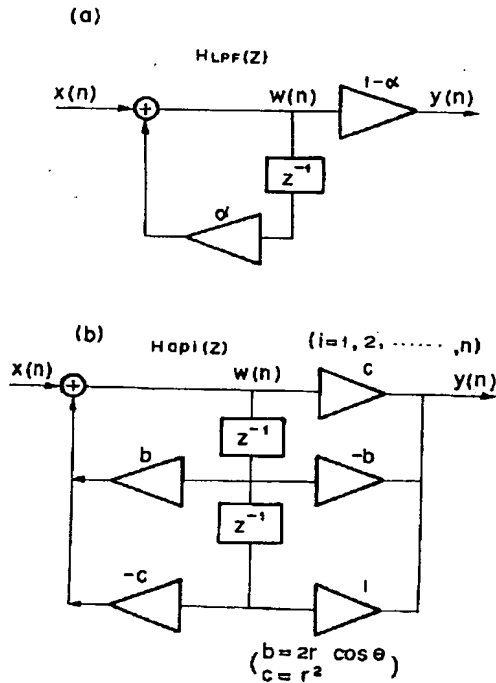 (a)
HLPF(Z)
x(n) + w(n) 1-α y(n)
z⁻¹
α
(b)
Hapi(z) (i=1, 2, ······ ,n)
x(n) + w(n) c y(n)
z⁻¹
b -b
z⁻¹
-c 1
(b=2r cosθ
c=r²)